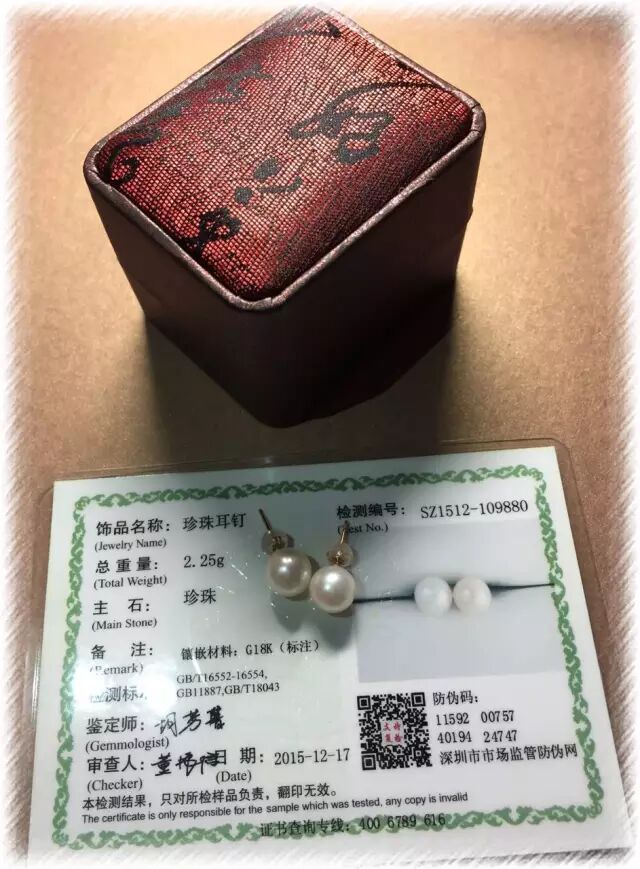 饰品名称：珍珠耳钉
(Jewelry Name)
检测编号：SZ1512-109880
(Test No.)
总重量：2.25g
(Total Weight)
主石：珍珠
(Main Stone)
备注：镶嵌材料：G18K（标注）
(Remark)
GB/T16552-16554,
检测标
GB11887,GB/T18043
鉴定师:
(Gemmologist)
审查人:
(Checker)
日期：2015-12-17
(Date)
防伪码：
11592 00757
40194 24747
深圳市市场监管防伪网
本检测结果，只对所检样品负责，翻印无效。
The certificate is only responsible for the sample which was tested, any copy is invalid
证书查询专线：400 6789 616